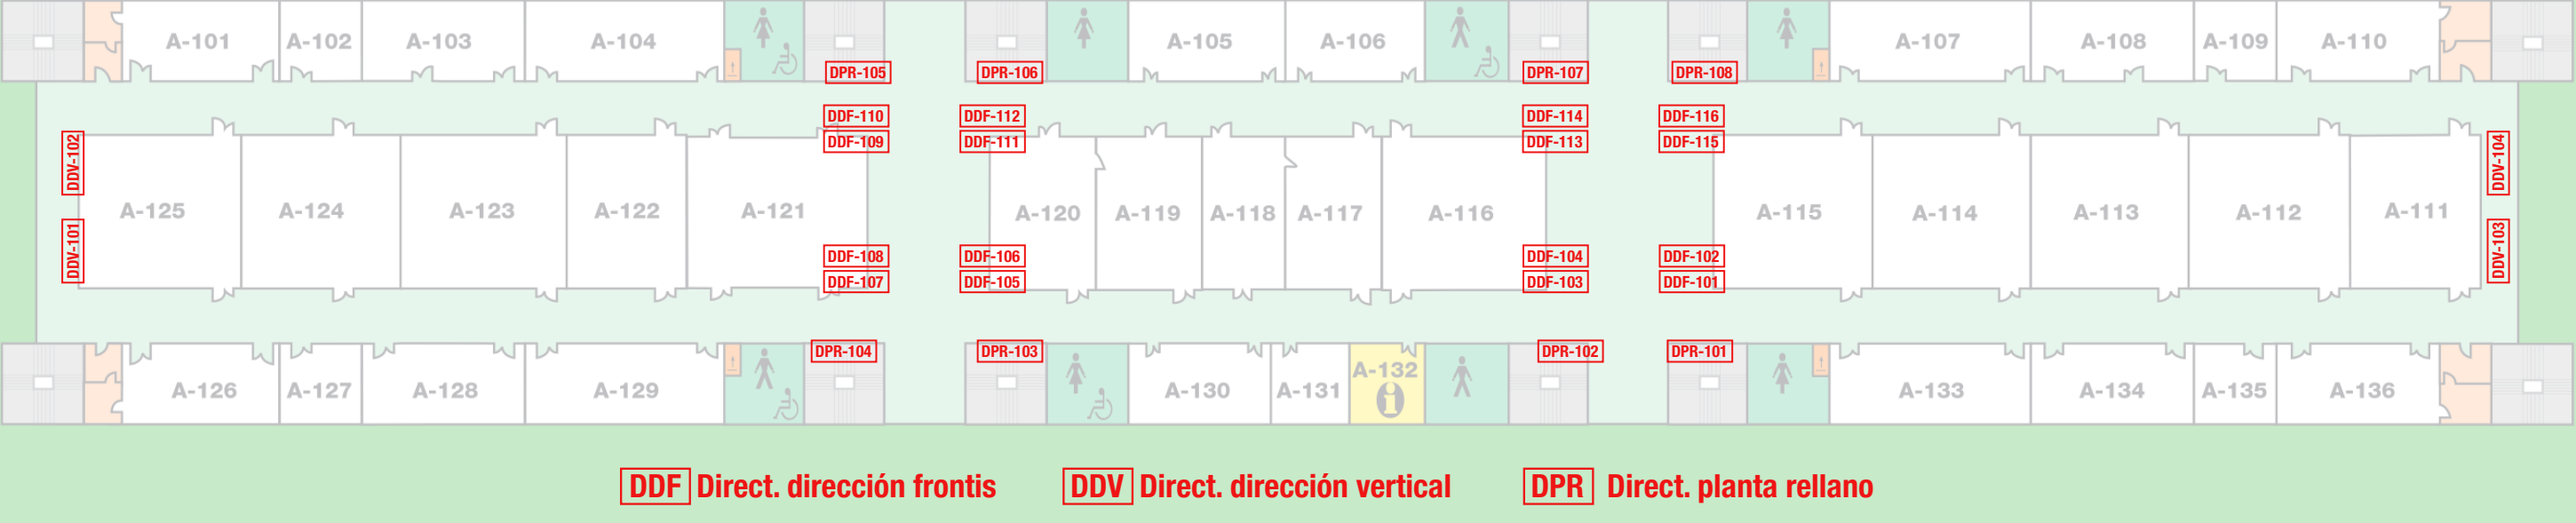 A-101 A-102 A-103 A-104 A-105 A-106 A-107 A-108 A-109 A-110
DPR-105 DPR-106 DPR-107 DPR-108
DDF-110 DDF-112 DDF-114 DDF-116
DDF-109 DDF-111 DDF-113 DDF-115
DDV-102 DDV-104
A-125 A-124 A-123 A-122 A-121 A-120 A-119 A-118 A-117 A-116 A-115 A-114 A-113 A-112 A-111
DDV-101 DDV-103
DDF-108 DDF-106 DDF-104 DDF-102
DDF-107 DDF-105 DDF-103 DDF-101
DPR-104 DPR-103 DPR-102 DPR-101
A-126 A-127 A-128 A-129 A-130 A-131 A-132 A-133 A-134 A-135 A-136
DDF Direct. dirección frontis DDV Direct. dirección vertical DPR Direct. planta rellano